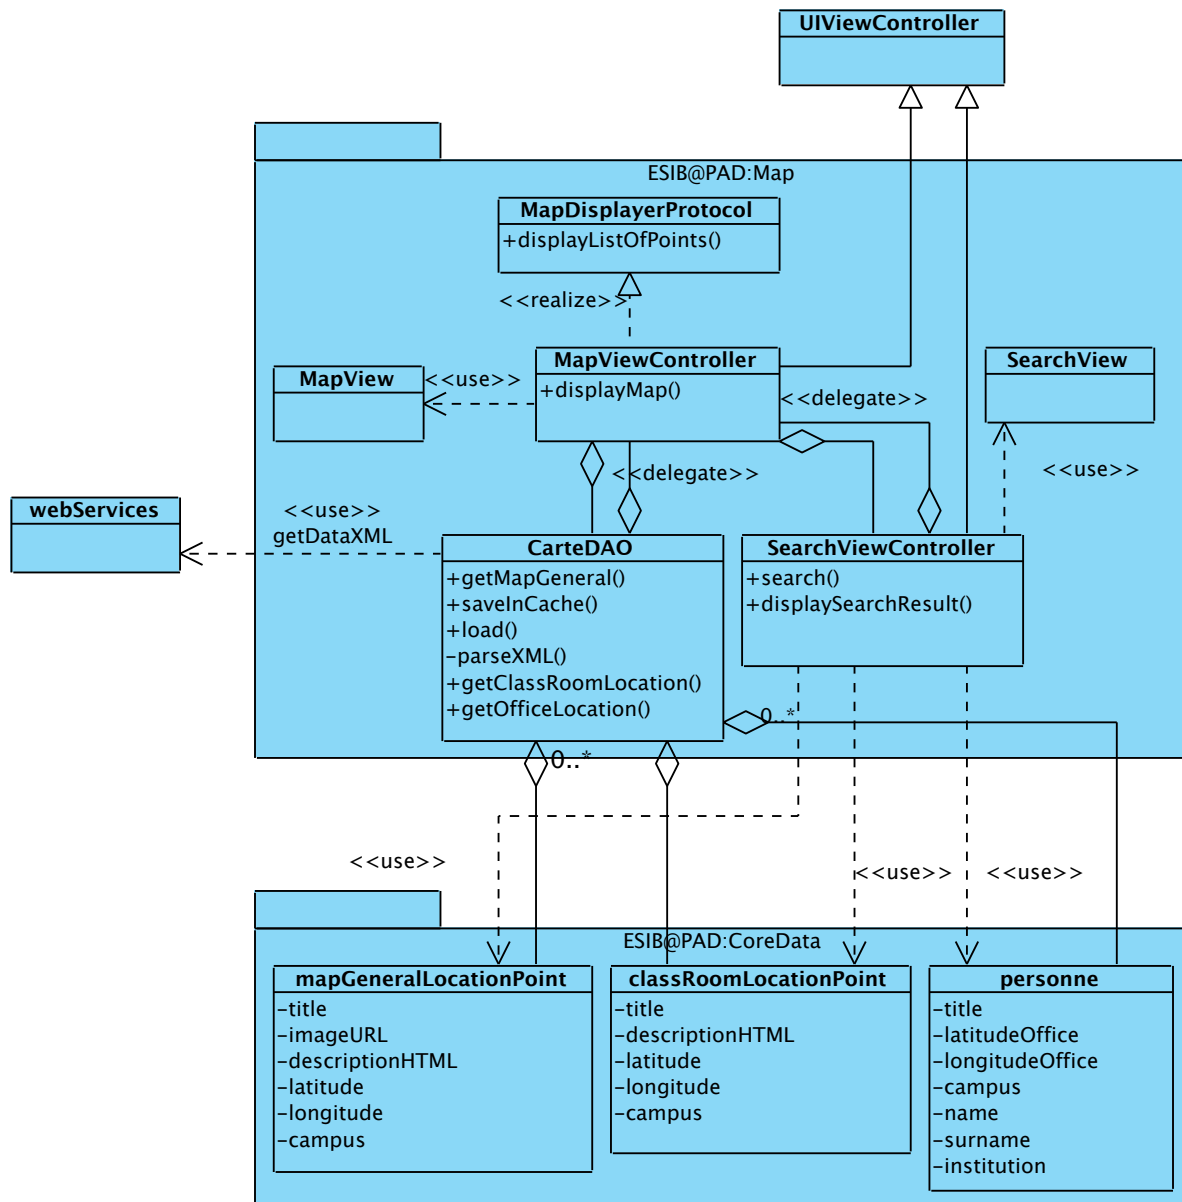 UIViewController
ESIB@PAD:Map
MapDisplayerProtocol
+displayListOfPoints()
<<realize>>
MapViewController
+displayMap()
MapView
<<use>>
SearchView
<<delegate>>
<<delegate>>
<<use>>
webServices
<<use>>
getDataXML
CarteDAO
+getMapGeneral()
+saveInCache()
+load()
-parseXML()
+getClassRoomLocation()
+getOfficeLocation()
SearchViewController
+search()
+displaySearchResult()
0..*
0..*
<<use>>
<<use>>
<<use>>
ESIB@PAD:CoreData
mapGeneralLocationPoint
-title
-imageURL
-descriptionHTML
-latitude
-longitude
-campus
classRoomLocationPoint
-title
-descriptionHTML
-latitude
-longitude
-campus
personne
-title
-latitudeOffice
-longitudeOffice
-campus
-name
-surname
-institution